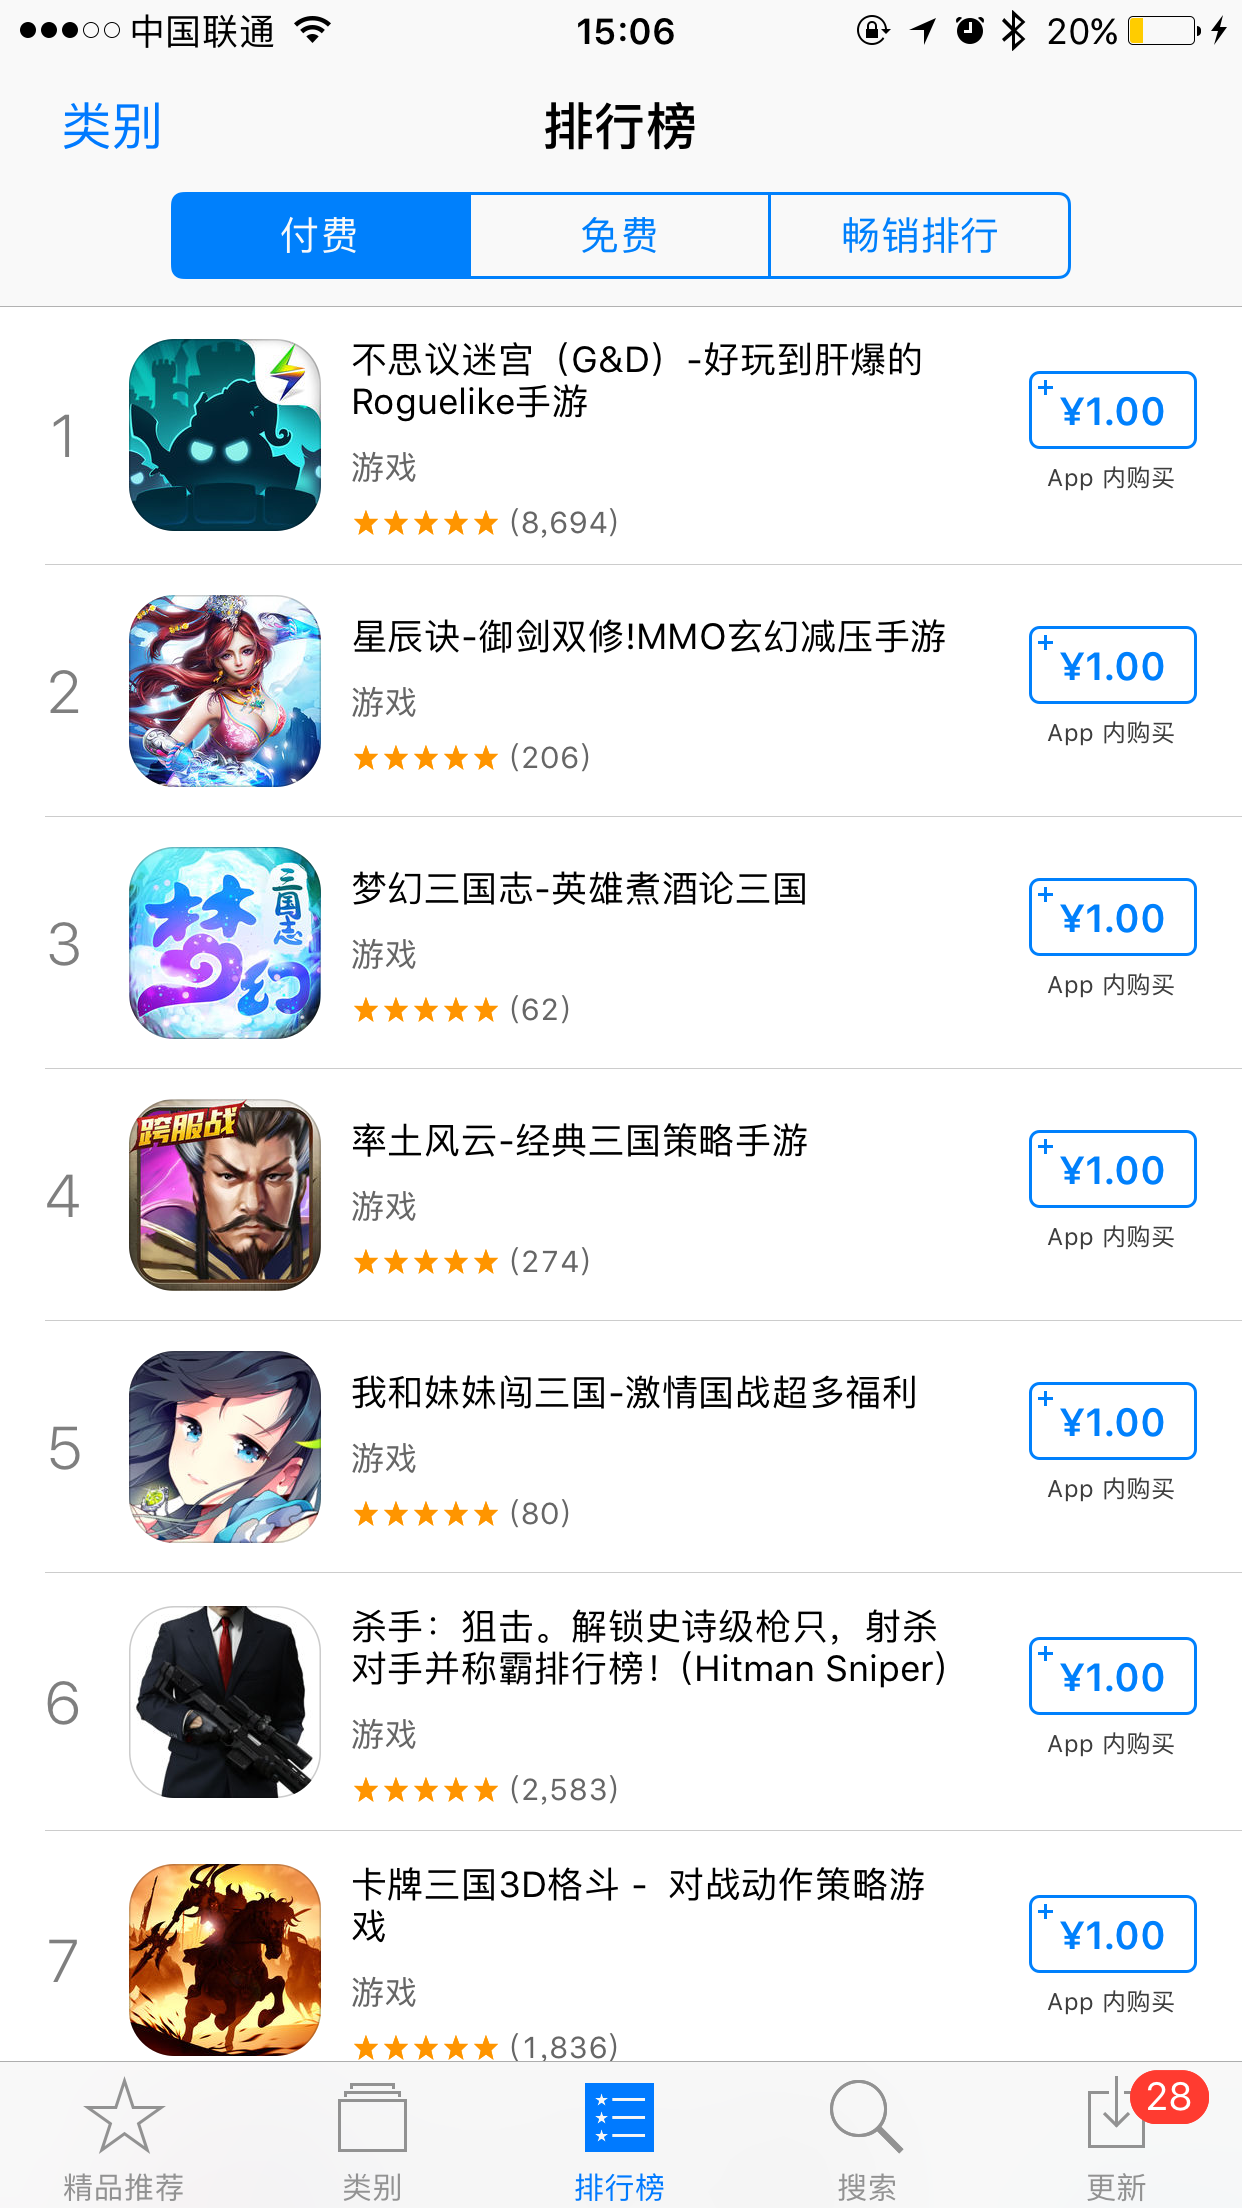 中国联通
15:06
20%
类别
排行榜
付费
免费
畅销排行
1
不思议迷宫（G&D）-好玩到肝爆的
Roguelike手游
游戏
(8,694)
+
¥1.00
App 内购买
2
星辰诀-御剑双修!MMO玄幻减压手游
游戏
(206)
+
¥1.00
App 内购买
3
三国志
梦幻
梦幻三国志-英雄煮酒论三国
游戏
(62)
+
¥1.00
App 内购买
4
跨服战
率土风云-经典三国策略手游
游戏
(274)
+
¥1.00
App 内购买
5
我和妹妹闯三国-激情国战超多福利
游戏
(80)
+
¥1.00
App 内购买
6
杀手：狙击。解锁史诗级枪只，射杀
对手并称霸排行榜！(Hitman Sniper)
游戏
(2,583)
+
¥1.00
App 内购买
7
卡牌三国3D格斗 - 对战动作策略游
戏
游戏
(1,836)
+
¥1.00
App 内购买
28
精品推荐
类别
排行榜
搜索
更新